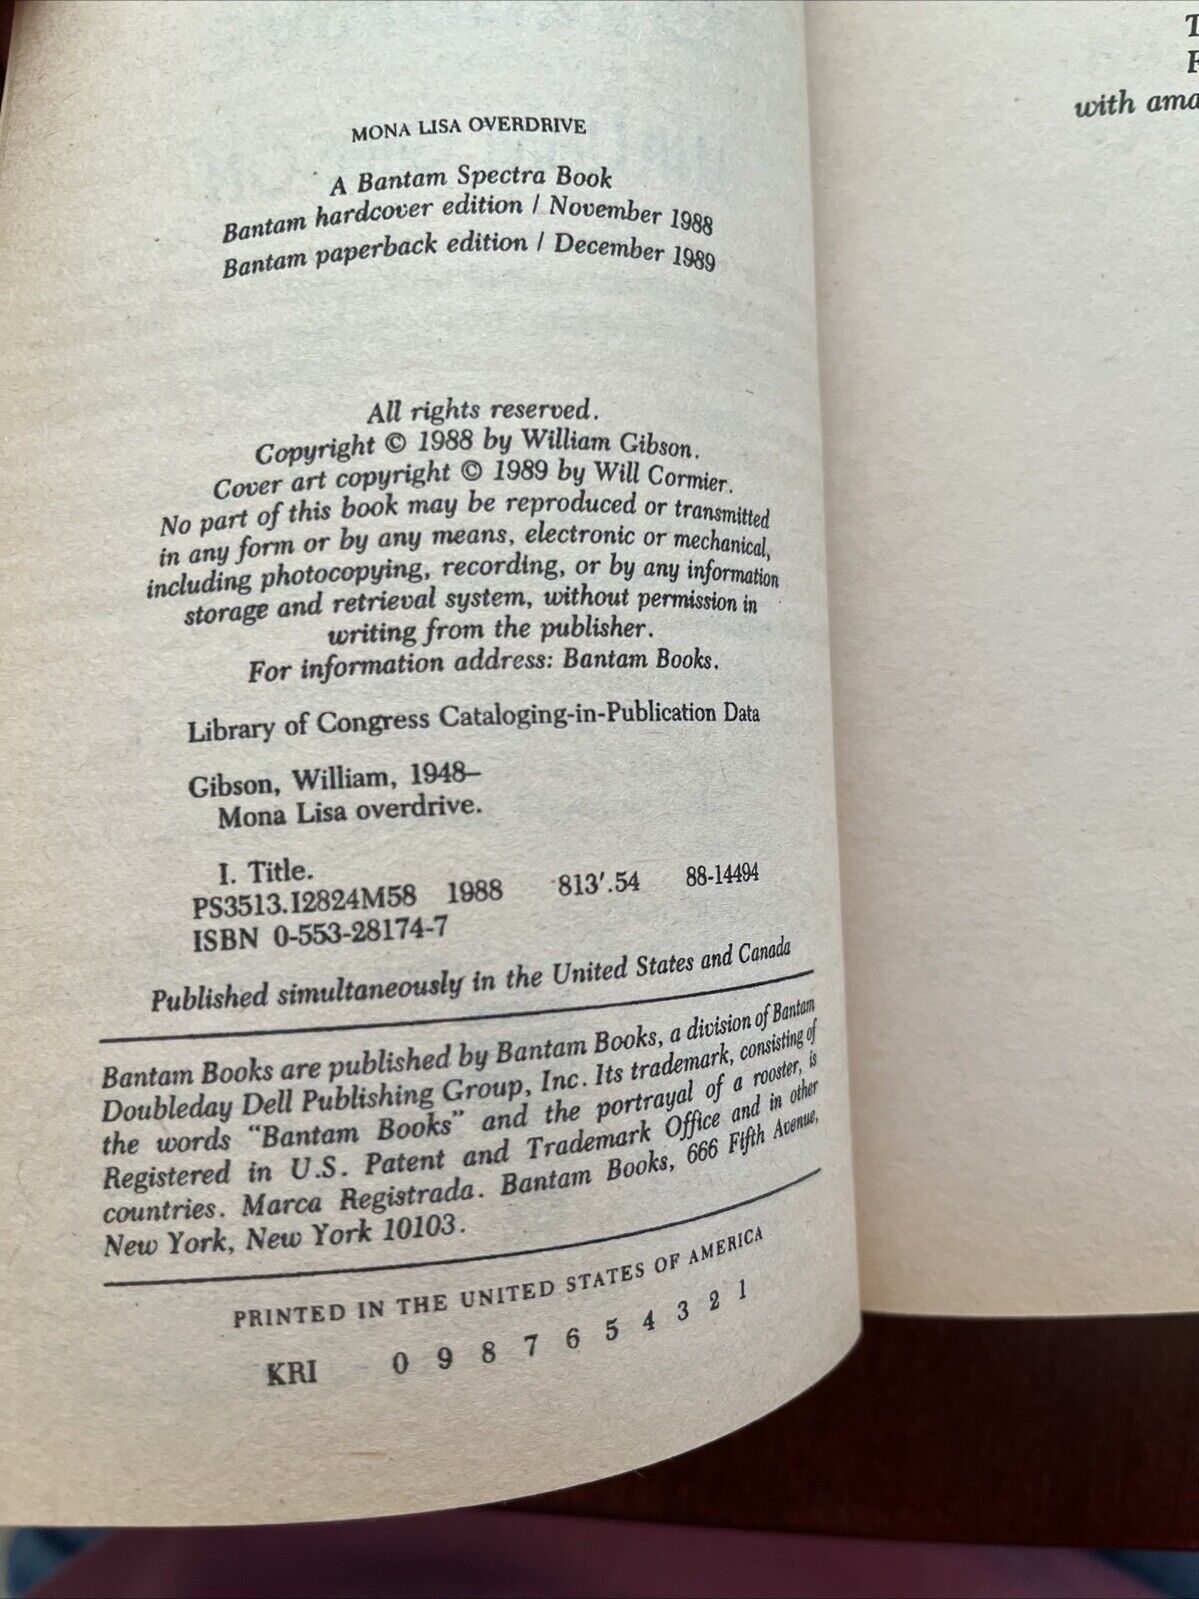 MONA LISA OVERDRIVE
A Bantam Spectra Book
Bantam hardcover edition / November 1988
Bantam paperback edition / December 1989
All rights reserved.
Copyright © 1988 by William Gibson.
Cover art copyright © 1989 by Will Cormier.
No part of this book may be reproduced or transmitted
in any form or by any means, electronic or mechanical,
including photocopying, recording, or by any information
storage and retrieval system, without permission in
writing from the publisher.
For information address: Bantam Books.
Library of Congress Cataloging-in-Publication Data
Gibson, William, 1948–
Mona Lisa overdrive.
I. Title.
PS3513.I2824M58 1988 813'.54 88-14494
ISBN 0-553-28174-7
Published simultaneously in the United States and Canada
Bantam Books are published by Bantam Books, a division of Bantam
Doubleday Dell Publishing Group, Inc. Its trademark, consisting of
the words "Bantam Books" and the portrayal of a rooster, is
Registered in U.S. Patent and Trademark Office and in other
countries. Marca Registrada. Bantam Books, 666 Fifth Avenue,
New York, New York 10103.
PRINTED IN THE UNITED STATES OF AMERICA
KRI 0 9 8 7 6 5 4 3 2 1
with